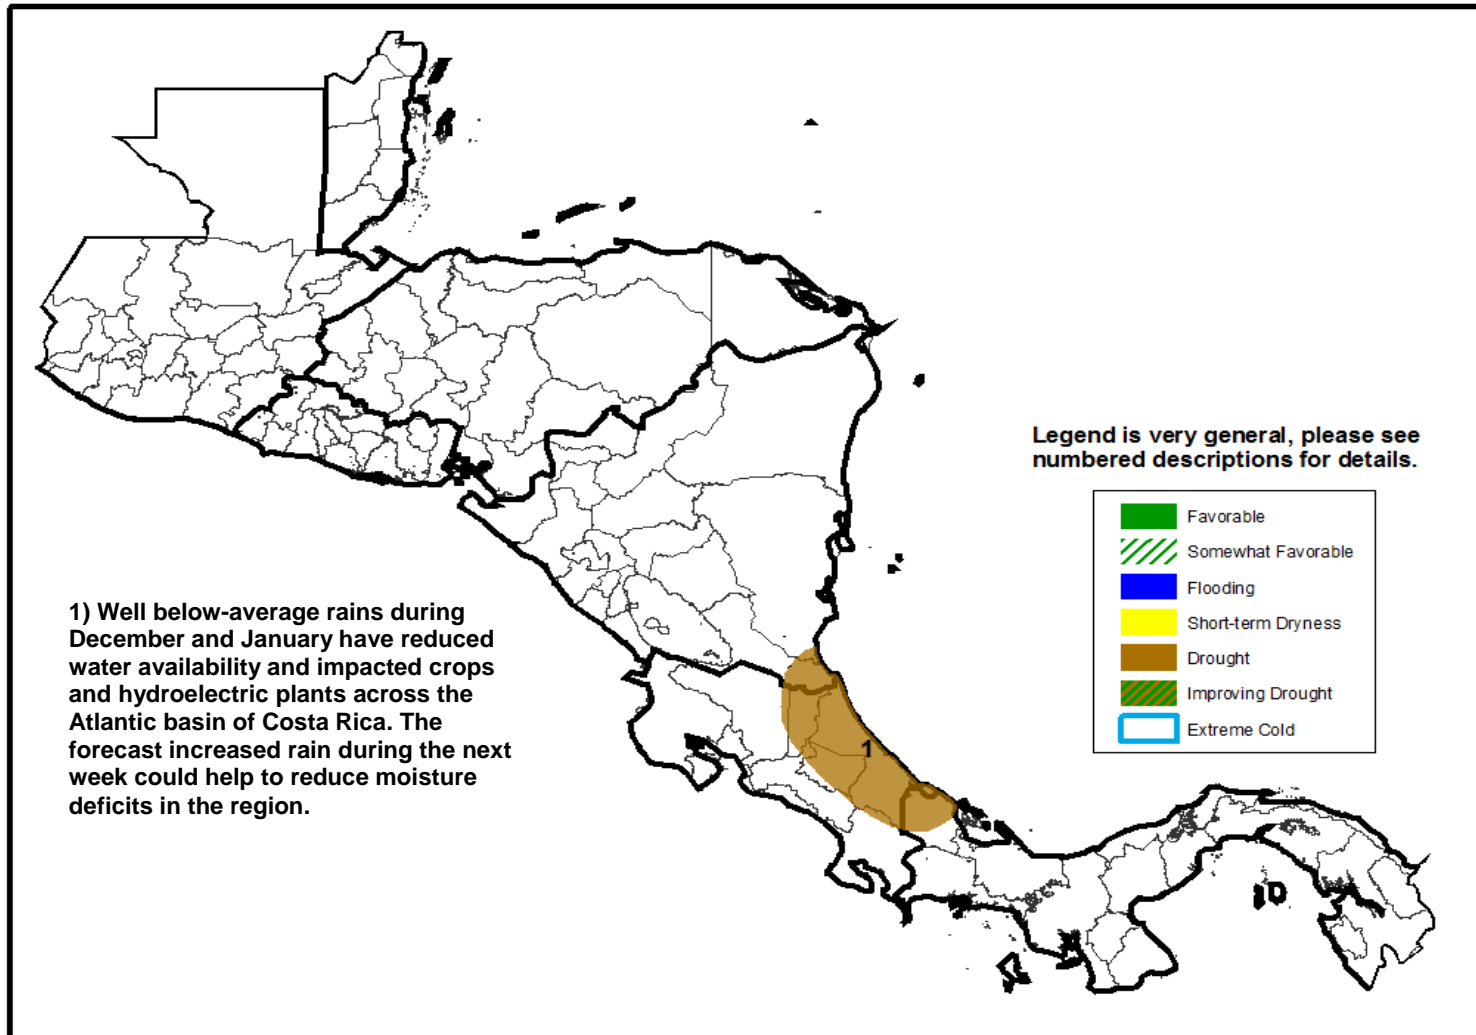 Legend is very general, please see
numbered descriptions for details.
Favorable
Somewhat Favorable
Flooding
Short-term Dryness
Drought
Improving Drought
Extreme Cold
1) Well below-average rains during
December and January have reduced
water availability and impacted crops
and hydroelectric plants across the
Atlantic basin of Costa Rica. The
forecast increased rain during the next
week could help to reduce moisture
deficits in the region.
1